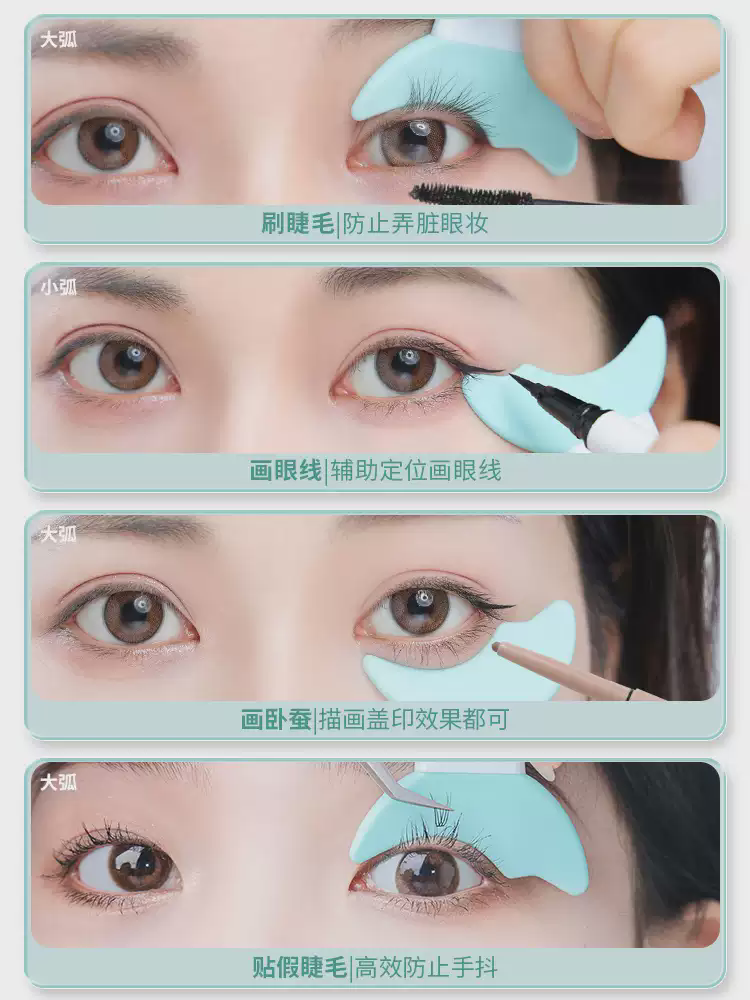 大弧
刷睫毛|防止弄脏眼妆
小弧
画眼线|辅助定位画眼线
大弧
画卧蚕|描画盖印效果都可
大弧
贴假睫毛|高效防止手抖